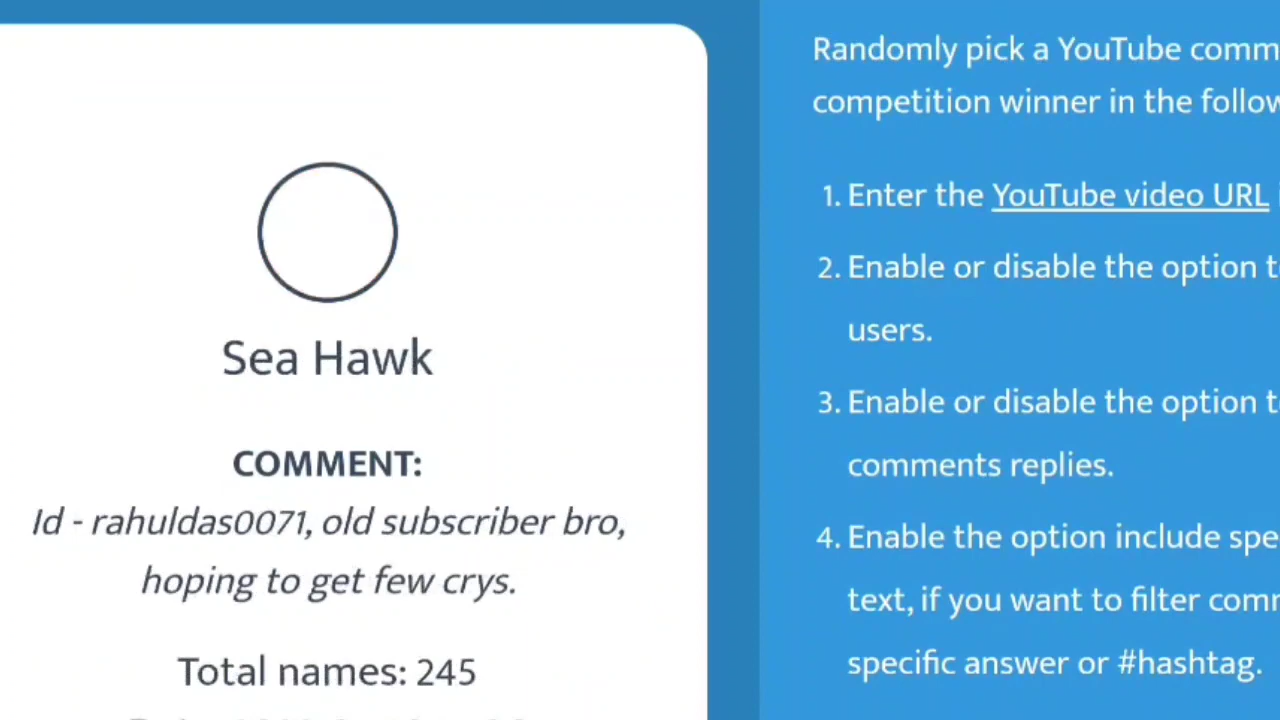 Sea Hawk
COMMENT:
Id - rahuldas0071, old subscriber bro,
hoping to get few crys.
Total names: 245
Randomly pick a YouTube comm
competition winner in the follow
1. Enter the YouTube video URL
2. Enable or disable the option t
users.
3. Enable or disable the option t
comments replies.
4. Enable the option include spe
text, if you want to filter comm
specific answer or #hashtag.